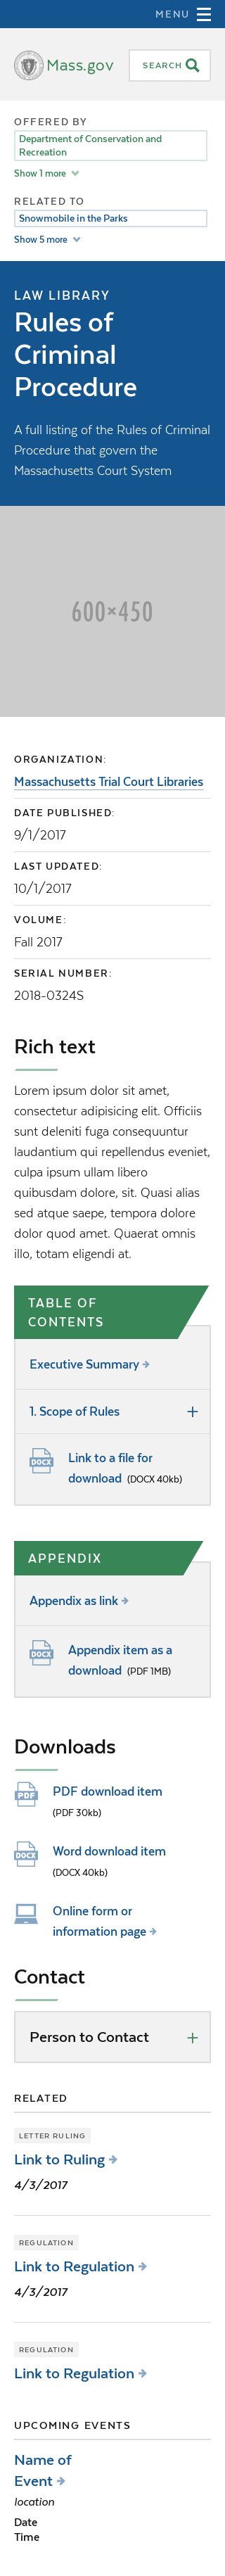 MENU
Mass.gov
SEARCH
OFFERED BY
Department of Conservation and
Recreation
Show 1 more
RELATED TO
Snowmobile in the Parks
Show 5 more
LAW LIBRARY
Rules of
Criminal
Procedure
A full listing of the Rules of Criminal
Procedure that govern the
Massachusetts Court System
600×450
ORGANIZATION:
Massachusetts Trial Court Libraries
DATE PUBLISHED:
9/1/2017
LAST UPDATED:
10/1/2017
VOLUME:
Fall 2017
SERIAL NUMBER:
2018-0324S
Rich text
Lorem ipsum dolor sit amet,
consectetur adipisicing elit. Officiis
sunt deleniti fuga consequuntur
laudantium qui repellendus eveniet,
culpa ipsum ullam libero
quibusdam dolore, sit. Quasi alias
sed atque saepe, tempora dolore
dolor quod amet. Quaerat omnis
illo, totam eligendi at.
TABLE OF
CONTENTS
Executive Summary
1. Scope of Rules
DOCX
Link to a file for
download (DOCX 40kb)
APPENDIX
Appendix as link
DOCX
Appendix item as a
download (PDF 1MB)
Downloads
PDF
PDF download item
(PDF 30kb)
DOCX
Word download item
(DOCX 40kb)
Online form or
information page
Contact
Person to Contact
RELATED
LETTER RULING
Link to Ruling
4/3/2017
REGULATION
Link to Regulation
4/3/2017
REGULATION
Link to Regulation
UPCOMING EVENTS
Name of
Event
location
Date
Time